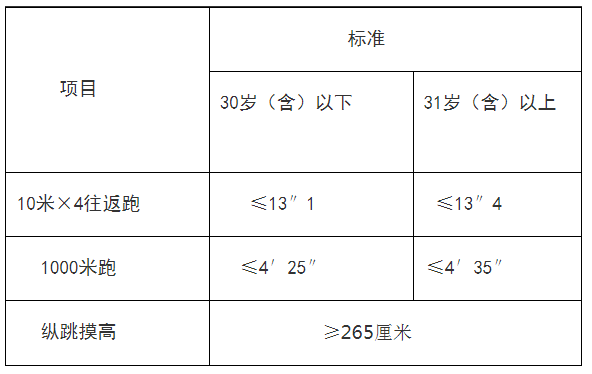 项目
标准
30岁（含）以下
31岁（含）以上
10米×4往返跑
≤13″1
≤13″4
1000米跑
≤4′25″
≤4′35″
纵跳摸高
≥265厘米